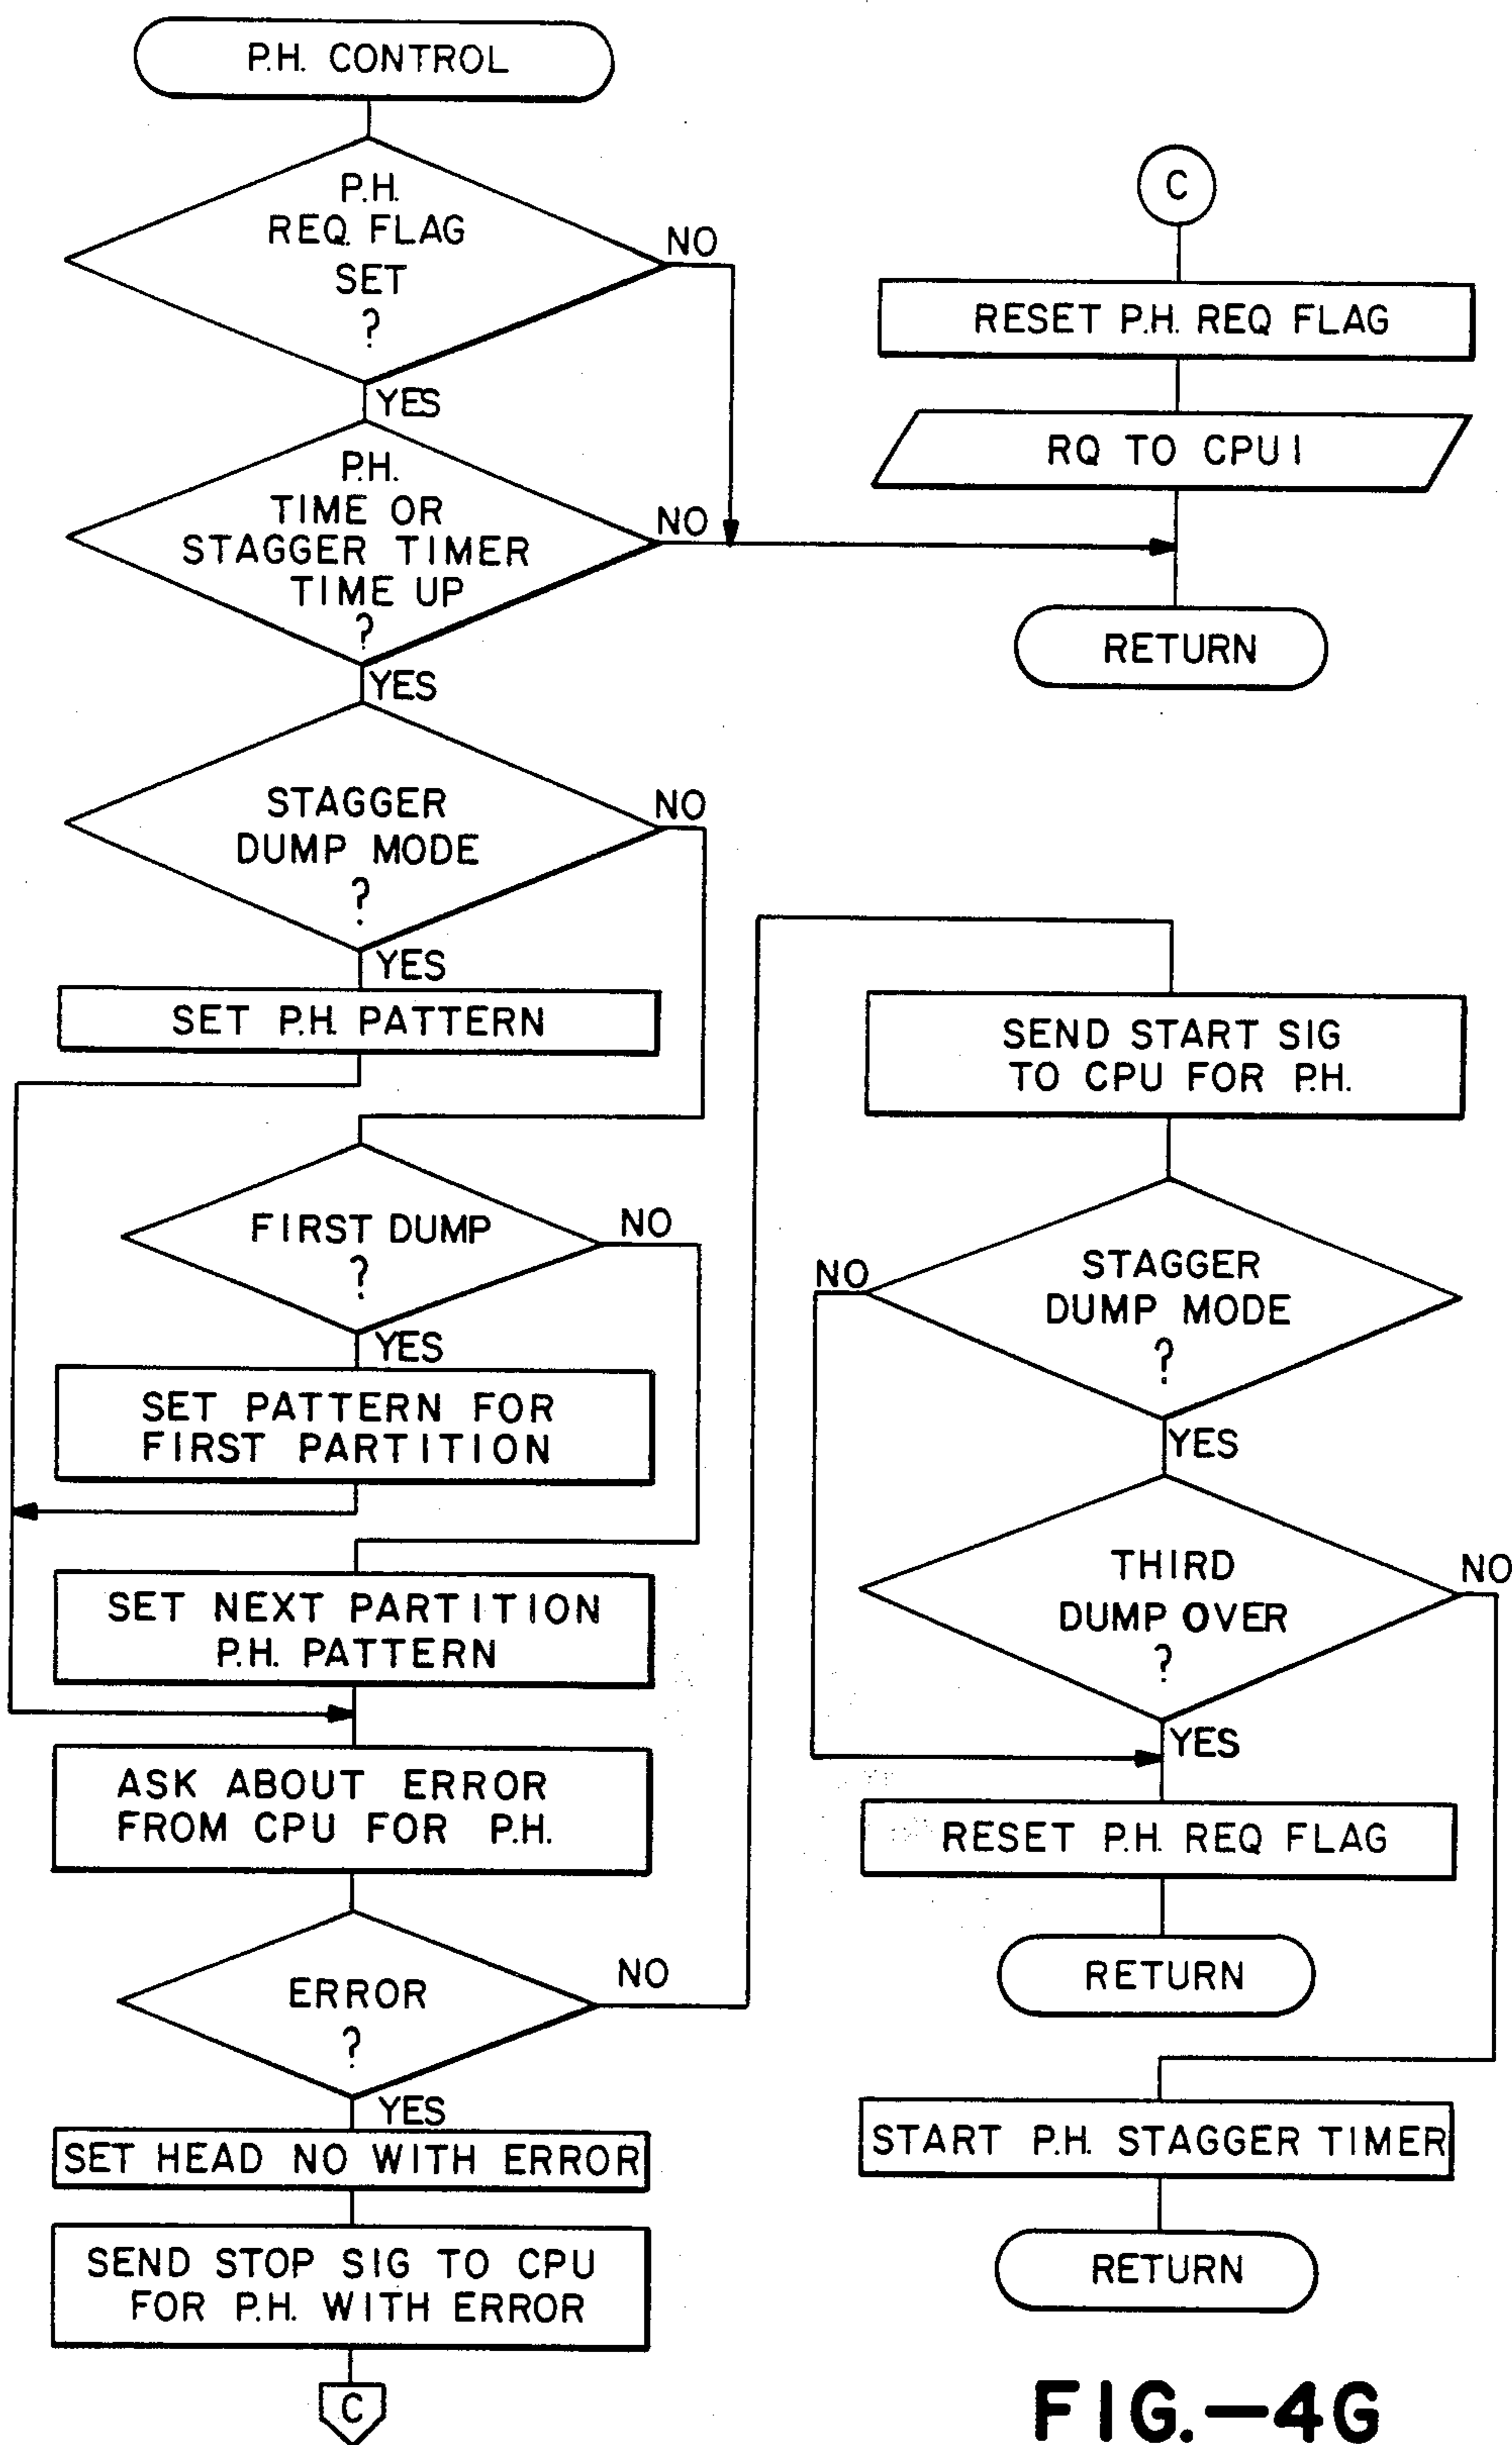 P.H. CONTROL
P.H.
REQ. FLAG
SET
?
NO
YES
P.H.
TIME OR
STAGGER TIMER
TIME UP
?
NO
YES
STAGGER
DUMP MODE
?
NO
YES
SET P.H. PATTERN
FIRST DUMP
?
NO
YES
SET PATTERN FOR
FIRST PARTITION
SET NEXT PARTITION
P.H. PATTERN
ASK ABOUT ERROR
FROM CPU FOR P.H.
ERROR
?
NO
YES
SET HEAD NO WITH ERROR
SEND STOP SIG TO CPU
FOR P.H. WITH ERROR
C
C
RESET P.H. REQ FLAG
RQ TO CPU I
RETURN
SEND START SIG
TO CPU FOR P.H.
STAGGER
DUMP MODE
?
NO
YES
THIRD
DUMP OVER
?
NO
YES
RESET P.H. REQ FLAG
RETURN
START P.H. STAGGER TIMER
RETURN
FIG.—4G